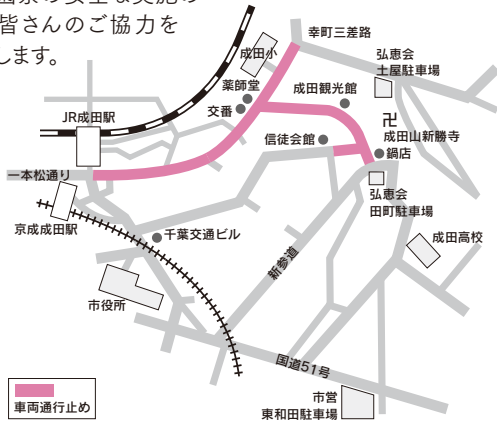 皆さんのご協力を
します。
幸町三差路
成田小
弘恵会
土屋駐車場
薬師堂
成田観光館
交番
JR成田駅
卍
成田山新勝寺
信徒会館
鍋店
一本松通り
弘恵会
田町駐車場
京成成田駅
千葉交通ビル
成田高校
新参道
市役所
国道51号
市営
東和田駐車場
車両通行止め